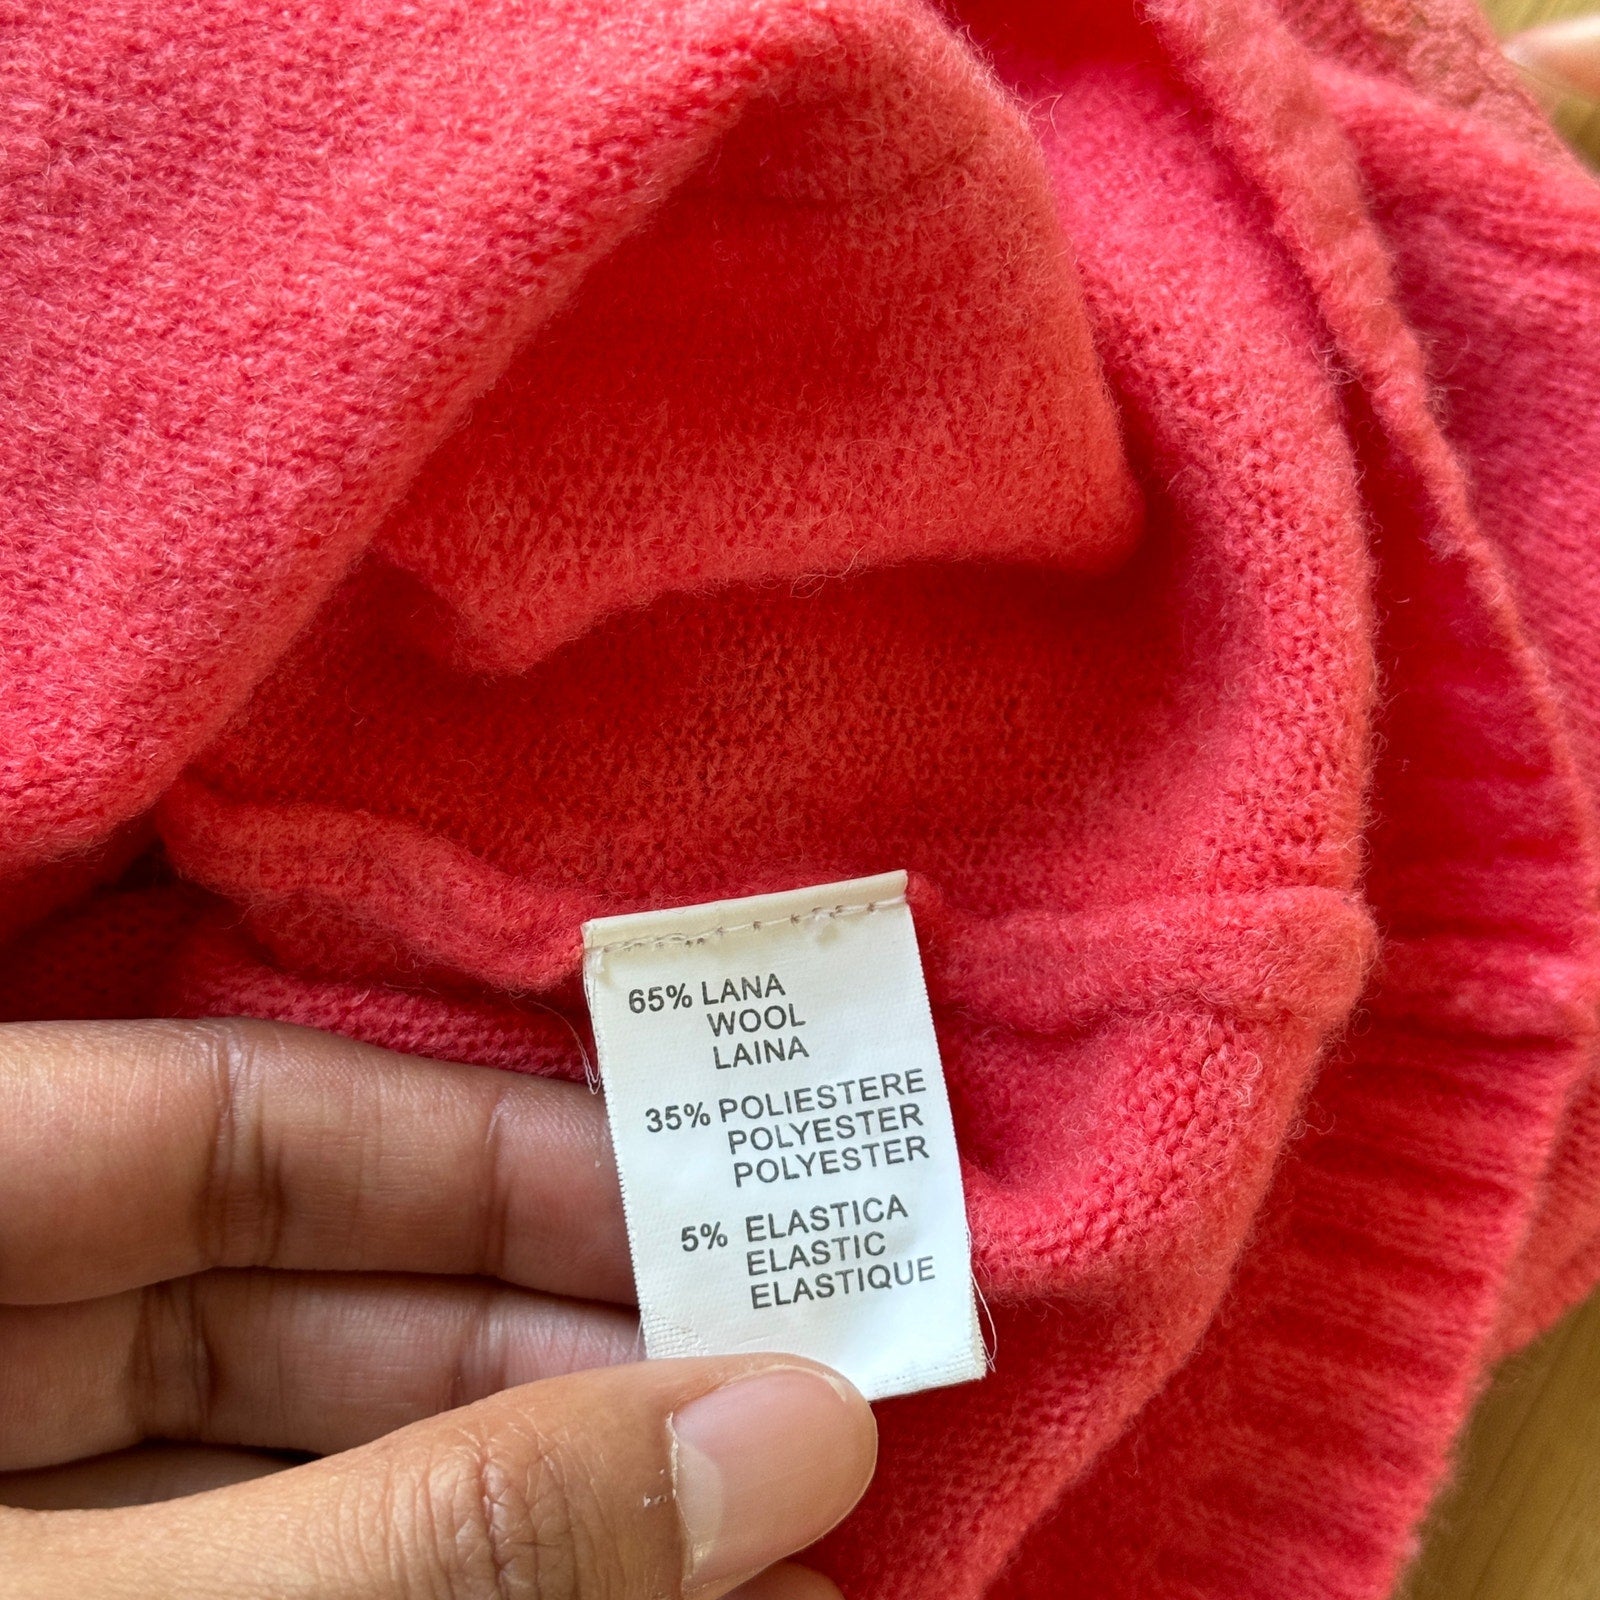 65% LANA
WOOL
LAINA
35% POLIESTERE
POLYESTER
POLYESTER
5% ELASTICA
ELASTIC
ELASTIQUE